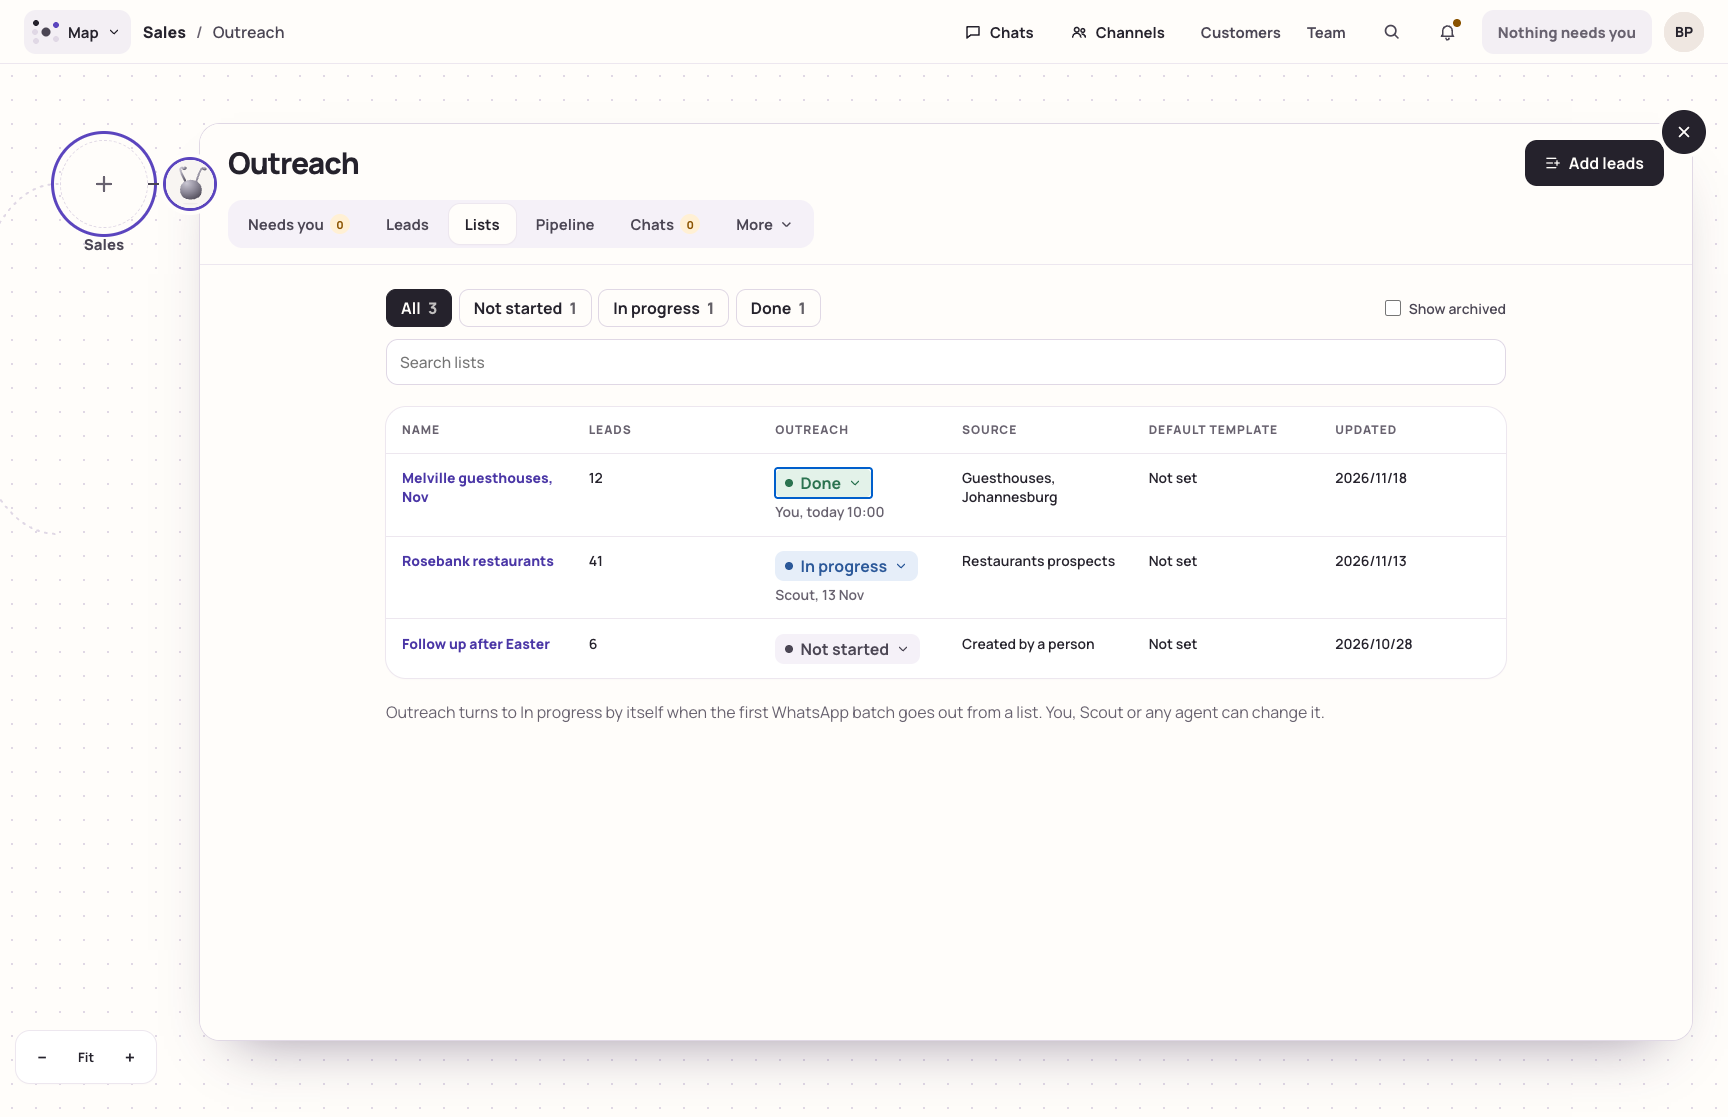 Map
Sales / Outreach
Chats
Channels
Customers
Team
Nothing needs you
BP
Sales
Outreach
Add leads
Needs you 0
Leads
Lists
Pipeline
Chats 0
More
All 3
Not started 1
In progress 1
Done 1
Show archived
Search lists
NAME LEADS OUTREACH SOURCE DEFAULT TEMPLATE UPDATED
Melville guesthouses, 12 Done Guesthouses, Not set 2026/11/18
Nov Johannesburg
You, today 10:00
Rosebank restaurants 41 In progress Restaurants prospects Not set 2026/11/13
Scout, 13 Nov
Follow up after Easter 6 Not started Created by a person Not set 2026/10/28
Outreach turns to In progress by itself when the first WhatsApp batch goes out from a list. You, Scout or any agent can change it.
− Fit +